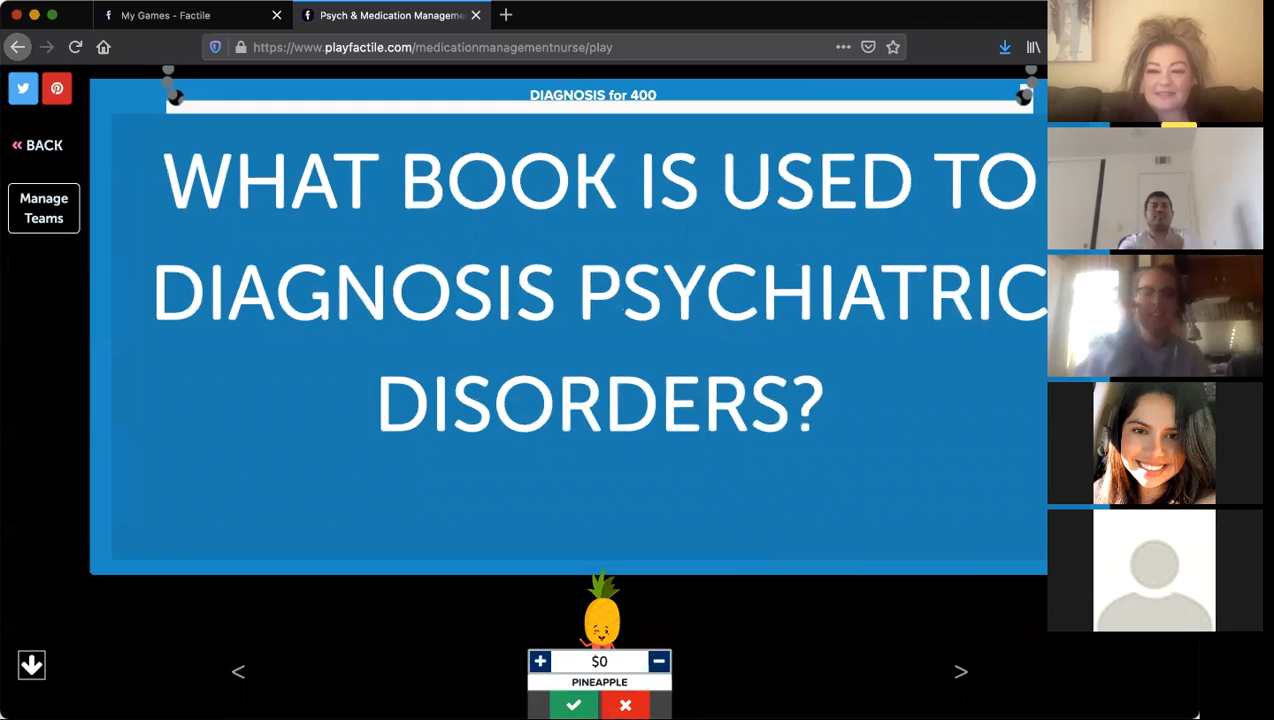 My Games - Factile
Psych & Medication Manageme
https://www.playfactile.com/medicationmanagementnurse/play
DIAGNOSIS for 400
« BACK
Manage
Teams
WHAT BOOK IS USED TO
DIAGNOSIS PSYCHIATRIC
DISORDERS?
$0
PINEAPPLE